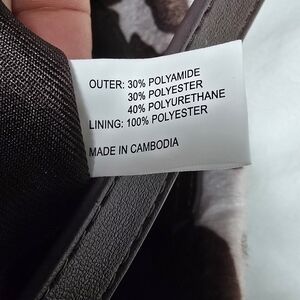 OUTER: 30% POLYAMIDE
30% POLYESTER
40% POLYURETHANE
LINING: 100% POLYESTER
MADE IN CAMBODIA